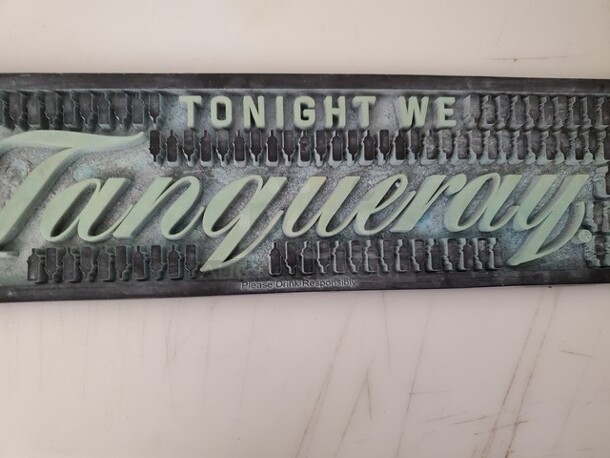 TONIGHT WE
Tanqueray®
Please Drink Responsibly